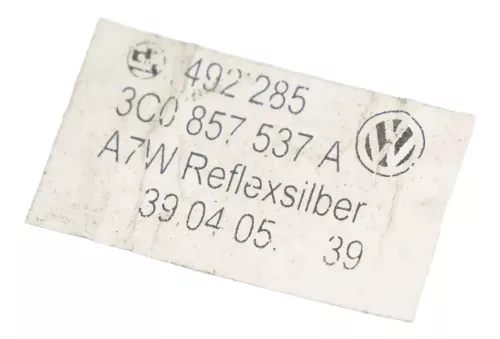 492 285
3C0 857 537 A
A7W Reflexsilber
39.04.05. 39